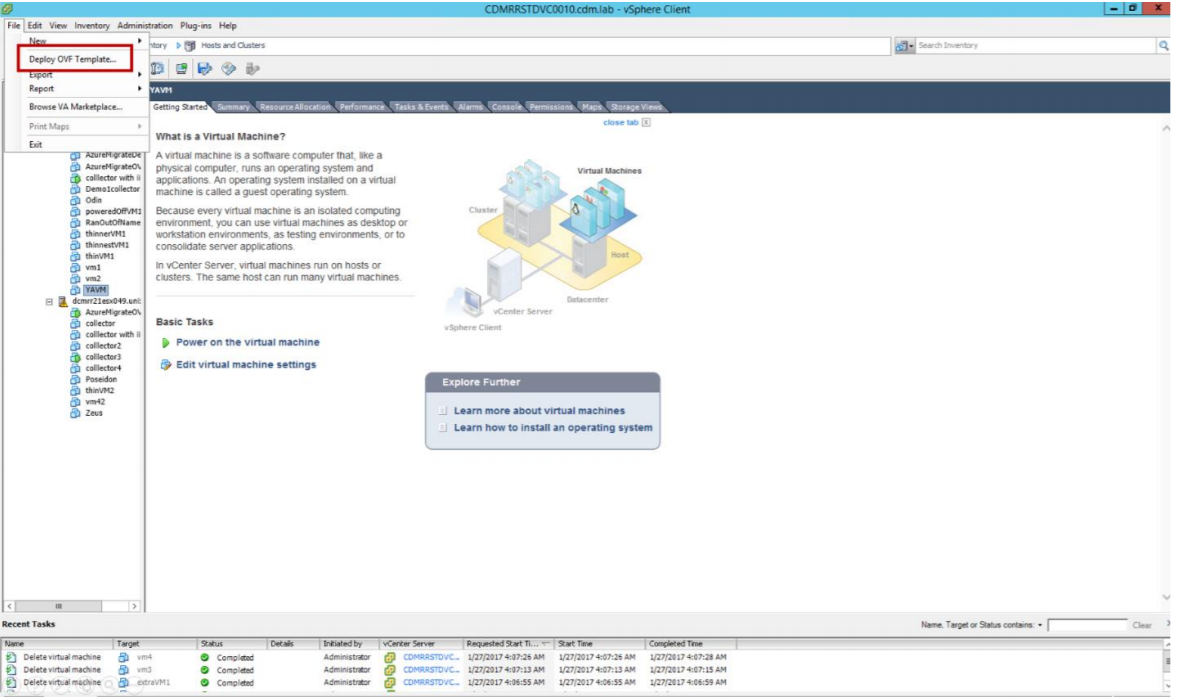 CDMRRSTDVC0010.cdm.lab - vSphere Client
File Edit View Inventory Administration Plug-ins Help
New
Deploy OVF Template...
Export
Report
Browse VA Marketplace...
Print Maps
Exit
Hosts and Clusters
Search Inventory
YAVM
Getting Started Summary Resource Allocation Performance Tasks & Events Alarms Console Permissions Maps Storage Views
close tab
What is a Virtual Machine?
A virtual machine is a software computer that, like a
physical computer, runs an operating system and
applications. An operating system installed on a virtual
machine is called a guest operating system.
Because every virtual machine is an isolated computing
environment, you can use virtual machines as desktop or
workstation environments, as testing environments, or to
consolidate server applications.
In vCenter Server, virtual machines run on hosts or
clusters. The same host can run many virtual machines.
Basic Tasks
Power on the virtual machine
Edit virtual machine settings
Virtual Machines
Cluster
Host
Datacenter
vCenter Server
vSphere Client
Explore Further
Learn more about virtual machines
Learn how to install an operating system
AzureMigrateDe
AzureMigrateOV
colllector with ii
Demo1collector
Odin
poweredOffVM1
RanOutOfName
thinnerVM1
thinnestVM1
thinVM1
vm1
vm2
YAVM
dcmrr21esx049.uni:
AzureMigrateOV
collector
colllector with ii
colllector2
colllector3
colllector4
Poseidon
thinVM2
vm42
Zeus
Recent Tasks
Name, Target or Status contains:
Clear
Name Target Status Details Initiated by vCenter Server Requested Start Ti... Start Time Completed Time
Delete virtual machine vm4 Completed Administrator CDMRRSTDVC... 1/27/2017 4:07:26 AM 1/27/2017 4:07:26 AM 1/27/2017 4:07:28 AM
Delete virtual machine vm3 Completed Administrator CDMRRSTDVC... 1/27/2017 4:07:13 AM 1/27/2017 4:07:13 AM 1/27/2017 4:07:15 AM
Delete virtual machine extraVM1 Completed Administrator CDMRRSTDVC... 1/27/2017 4:06:55 AM 1/27/2017 4:06:55 AM 1/27/2017 4:06:59 AM